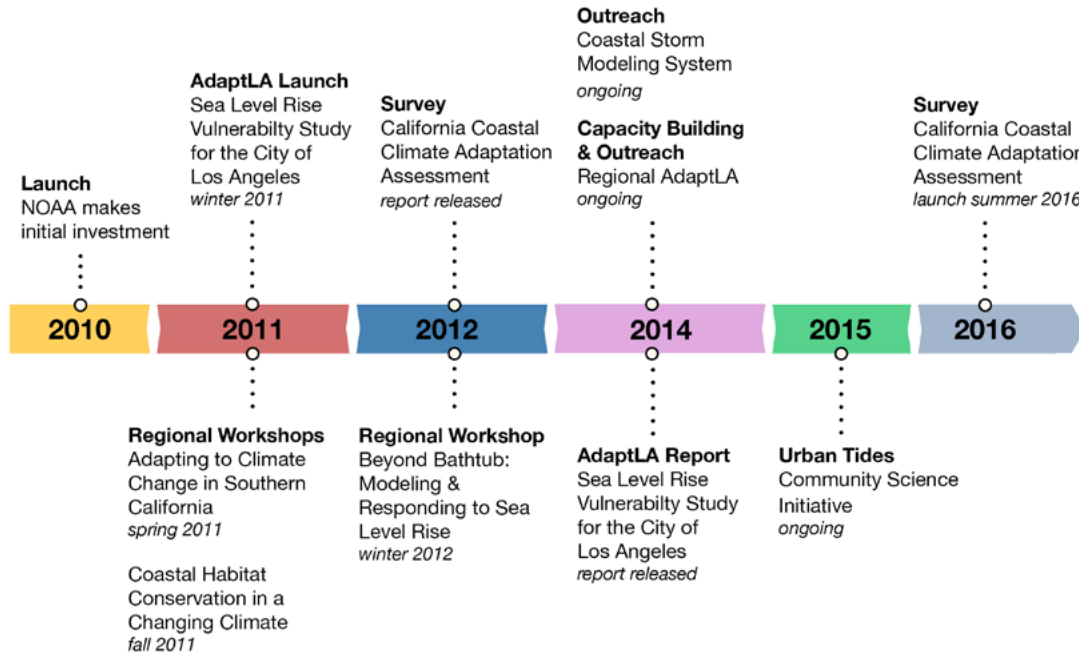 Launch
NOAA makes
initial investment
AdaptLA Launch
Sea Level Rise
Vulnerabilty Study
for the City of
Los Angeles
winter 2011
Survey
California Coastal
Climate Adaptation
Assessment
report released
Outreach
Coastal Storm
Modeling System
ongoing
Capacity Building
& Outreach
Regional AdaptLA
ongoing
Survey
California Coastal
Climate Adaptation
Assessment
launch summer 2016
2010
2011
2012
2014
2015
2016
Regional Workshops
Adapting to Climate
Change in Southern
California
spring 2011
Coastal Habitat
Conservation in a
Changing Climate
fall 2011
Regional Workshop
Beyond Bathtub:
Modeling &
Responding to Sea
Level Rise
winter 2012
AdaptLA Report
Sea Level Rise
Vulnerabilty Study
for the City of
Los Angeles
report released
Urban Tides
Community Science
Initiative
ongoing